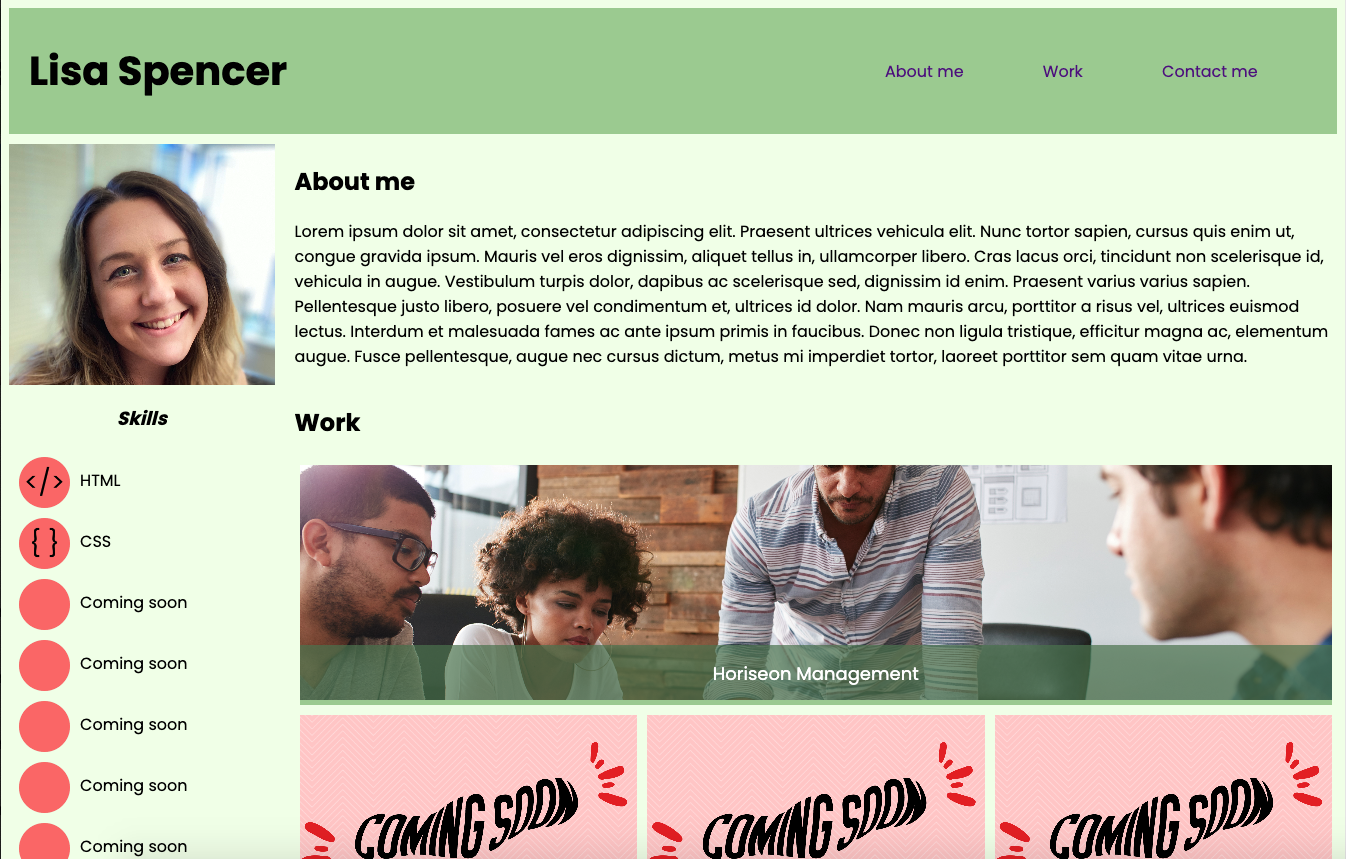 Lisa Spencer
About me
Work
Contact me
About me
Lorem ipsum dolor sit amet, consectetur adipiscing elit. Praesent ultrices vehicula elit. Nunc tortor sapien, cursus quis enim ut,
congue gravida ipsum. Mauris vel eros dignissim, aliquet tellus in, ullamcorper libero. Cras lacus orci, tincidunt non scelerisque id,
vehicula in augue. Vestibulum turpis dolor, dapibus ac scelerisque sed, dignissim id enim. Praesent varius varius sapien.
Pellentesque justo libero, posuere vel condimentum et, ultrices id dolor. Nam mauris arcu, porttitor a risus vel, ultrices euismod
lectus. Interdum et malesuada fames ac ante ipsum primis in faucibus. Donec non ligula tristique, efficitur magna ac, elementum
augue. Fusce pellentesque, augue nec cursus dictum, metus mi imperdiet tortor, laoreet porttitor sem quam vitae urna.
Skills
</> HTML
{ } CSS
Coming soon
Coming soon
Coming soon
Coming soon
Coming soon
Work
Horiseon Management
COMING SOON
COMING SOON
COMING SOON